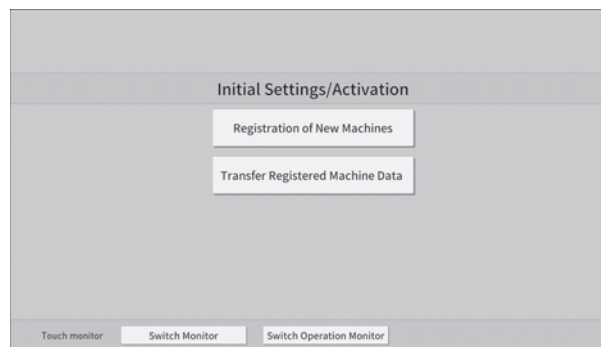 Initial Settings/Activation
Registration of New Machines
Transfer Registered Machine Data
Touch monitor Switch Monitor Switch Operation Monitor